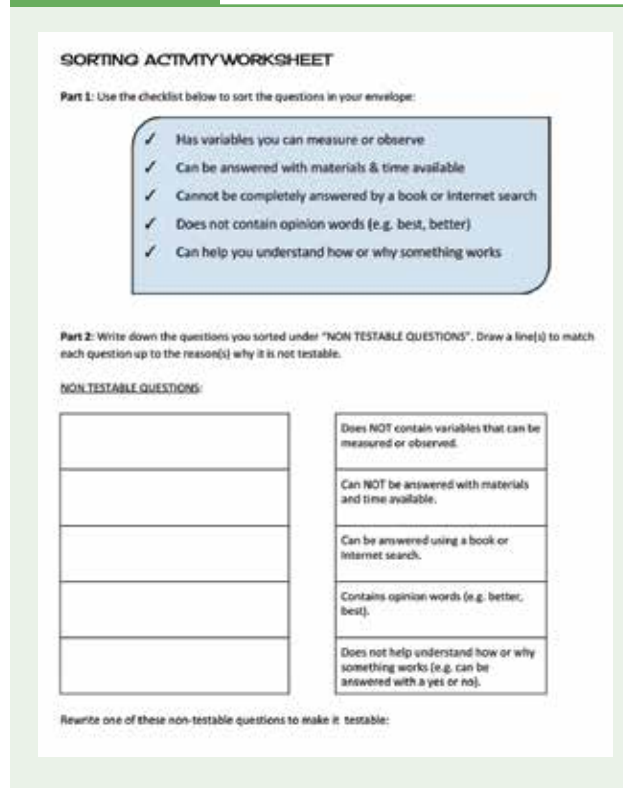 SORTING ACTIVITY WORKSHEET
Part 1: Use the checklist below to sort the questions in your envelope:
✓ Has variables you can measure or observe
✓ Can be answered with materials & time available
✓ Cannot be completely answered by a book or Internet search
✓ Does not contain opinion words (e.g. best, better)
✓ Can help you understand how or why something works
Part 2: Write down the questions you sorted under "NON TESTABLE QUESTIONS". Draw a line(s) to match
each question up to the reason(s) why it is not testable.
NON TESTABLE QUESTIONS:
Does NOT contain variables that can be
measured or observed.
Can NOT be answered with materials
and time available.
Can be answered using a book or
Internet search.
Contains opinion words (e.g. better,
best).
Does not help understand how or why
something works (e.g. can be
answered with a yes or no).
Rewrite one of these non-testable questions to make it testable: